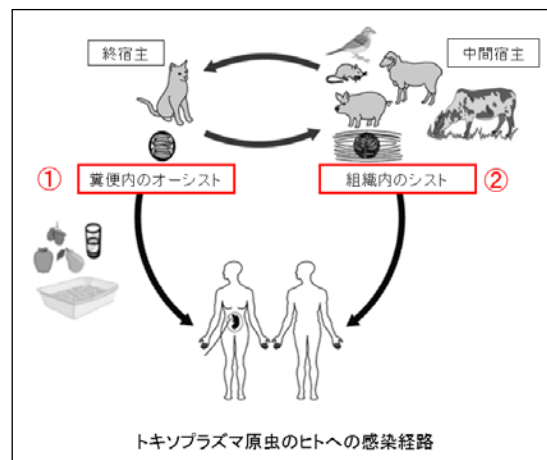 終宿主
中間宿主
① 糞便内のオーシスト
組織内のシスト ②
トキソプラズマ原虫のヒトへの感染経路